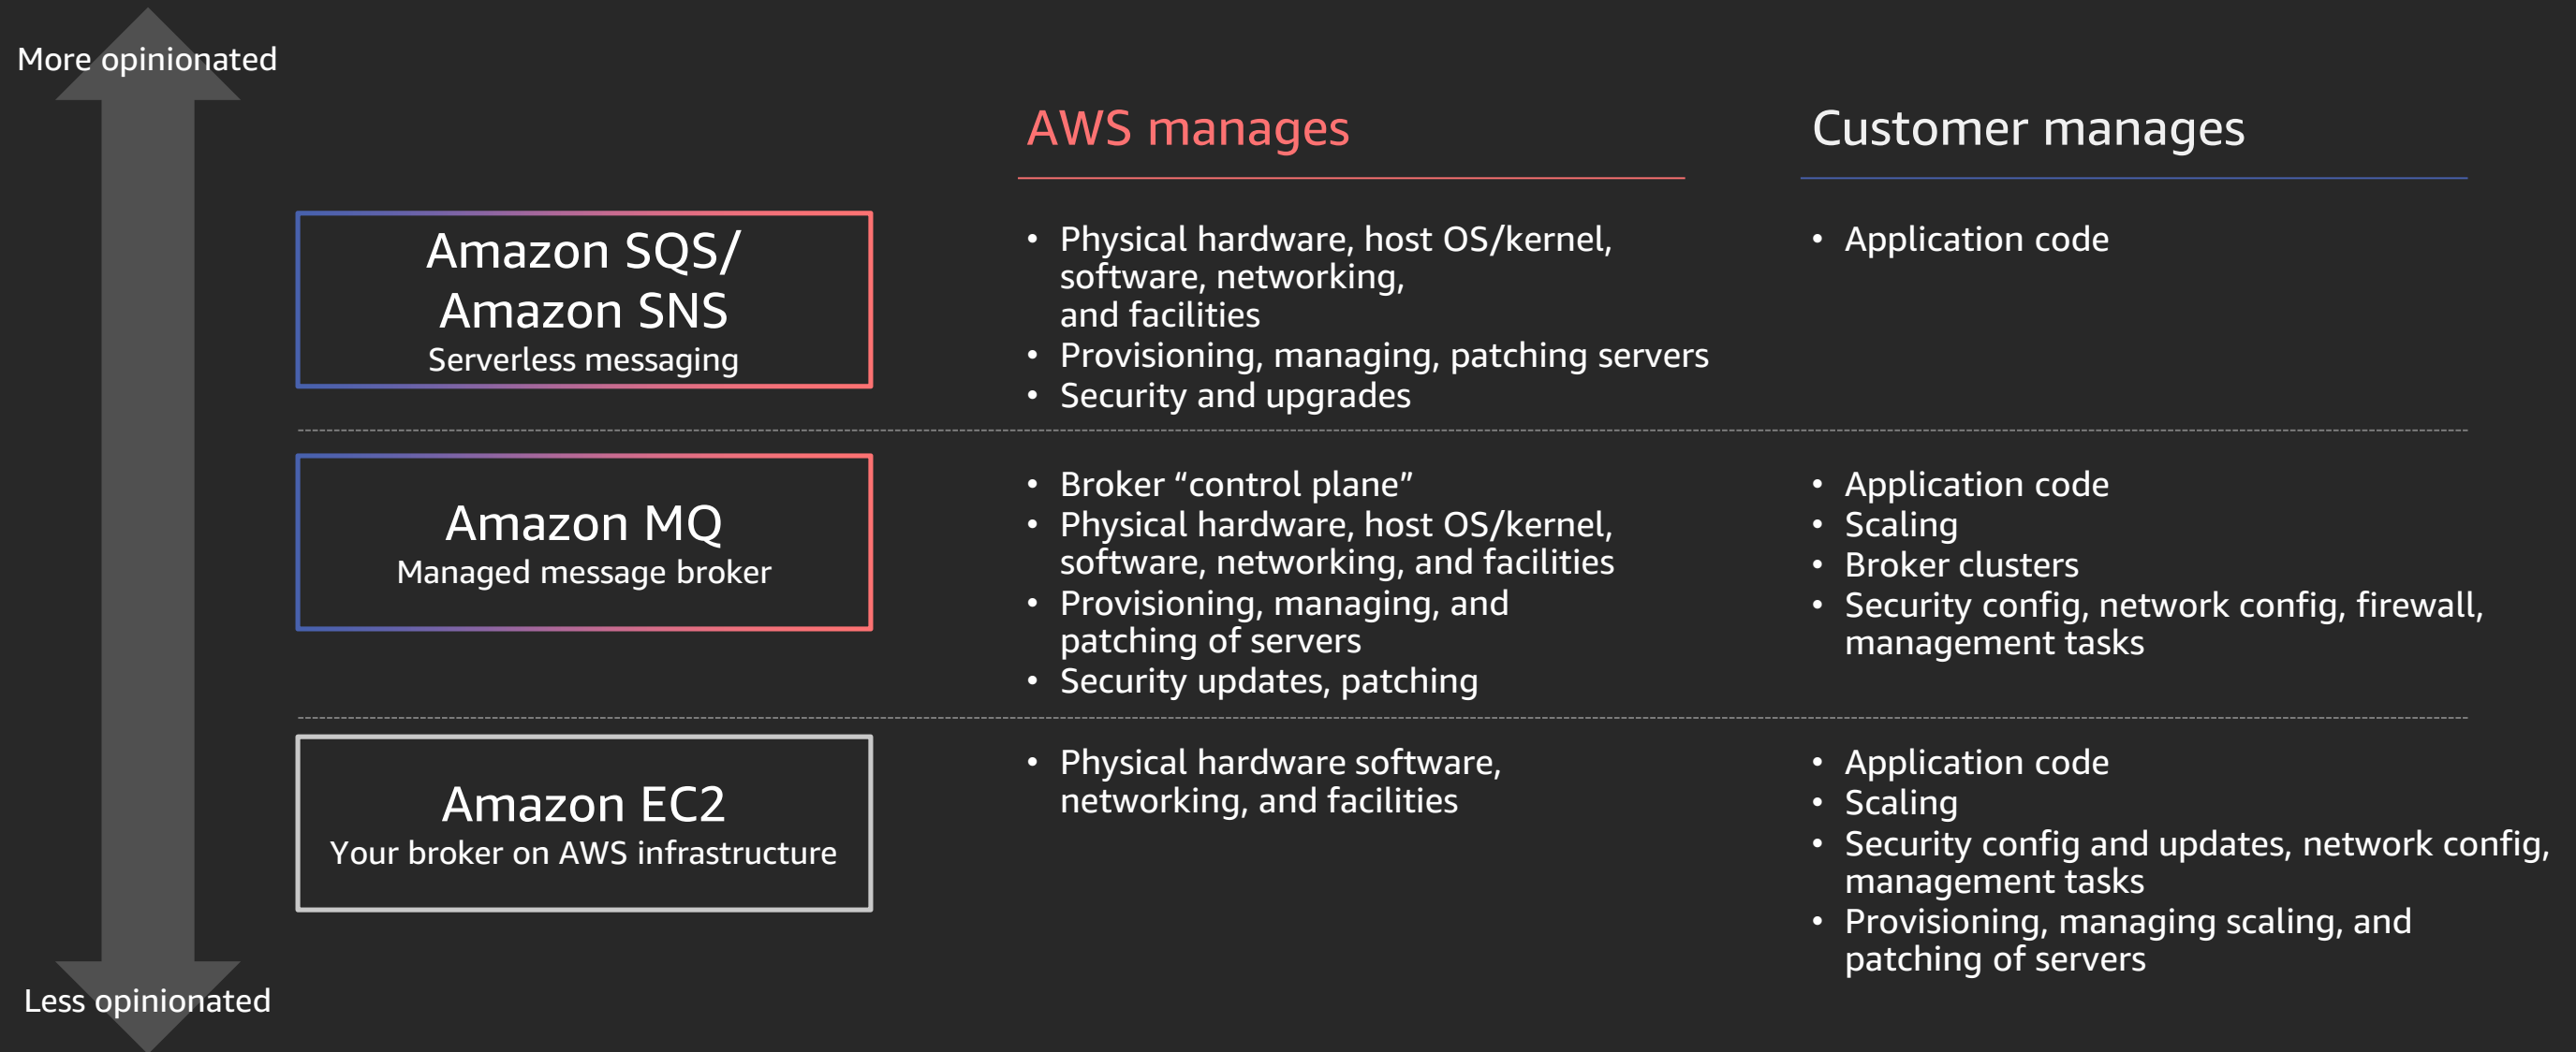 More opinionated
AWS manages
Customer manages
Amazon SQS/
Amazon SNS
Serverless messaging
• Physical hardware, host OS/kernel,
software, networking,
and facilities
• Provisioning, managing, patching servers
• Security and upgrades
• Application code
Amazon MQ
Managed message broker
• Broker “control plane”
• Physical hardware, host OS/kernel,
software, networking, and facilities
• Provisioning, managing, and
patching of servers
• Security updates, patching
• Application code
• Scaling
• Broker clusters
• Security config, network config, firewall,
management tasks
Amazon EC2
Your broker on AWS infrastructure
• Physical hardware software,
networking, and facilities
• Application code
• Scaling
• Security config and updates, network config,
management tasks
• Provisioning, managing scaling, and
patching of servers
Less opinionated